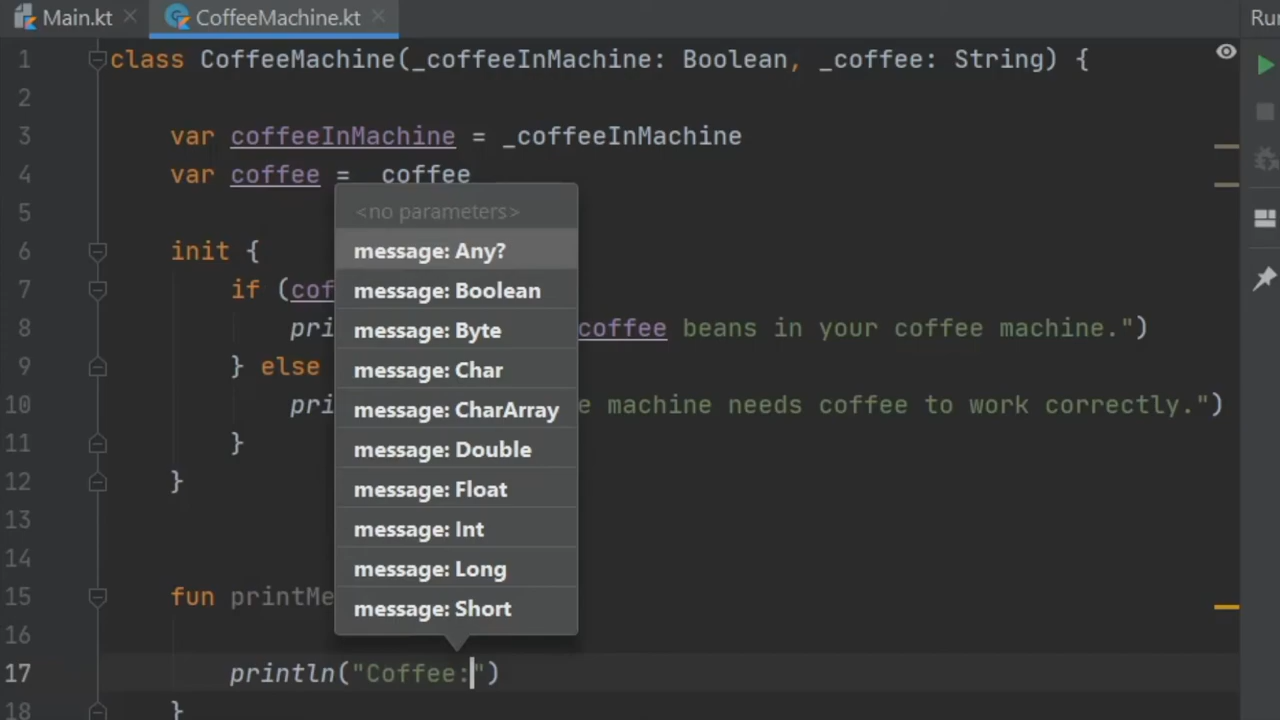 Main.kt CoffeeMachine.kt Run
1 class CoffeeMachine(_coffeeInMachine: Boolean, _coffee: String) {
2
3 var coffeeInMachine = _coffeeInMachine
4 var coffee = _coffee
5
<no parameters>
6 init { message: Any?
7 if (cof message: Boolean
8 pri message: Byte coffee beans in your coffee machine.")
9 } else message: Char
10 pri message: CharArray e machine needs coffee to work correctly.")
11 } message: Double
12 } message: Float
13 message: Int
14 message: Long
15 fun printMe message: Short
16
17 println("Coffee:")
18 }